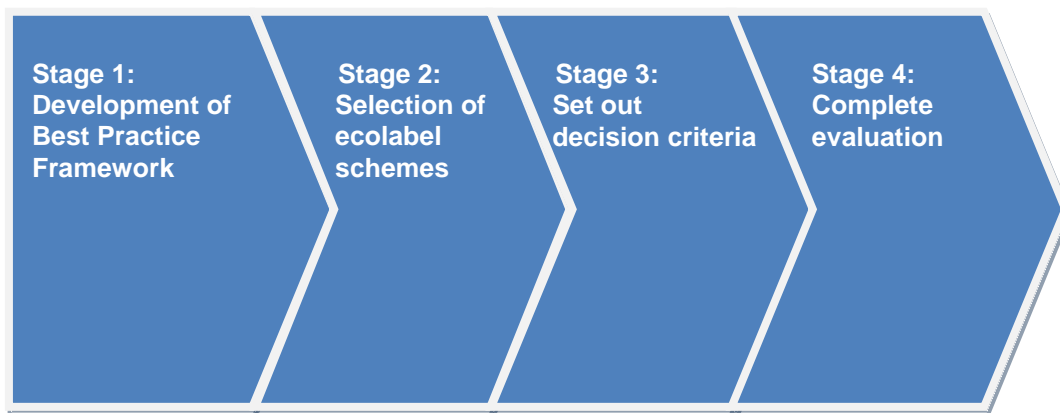 Stage 1:
Development of
Best Practice
Framework
Stage 2:
Selection of
ecolabel
schemes
Stage 3:
Set out
decision criteria
Stage 4:
Complete
evaluation